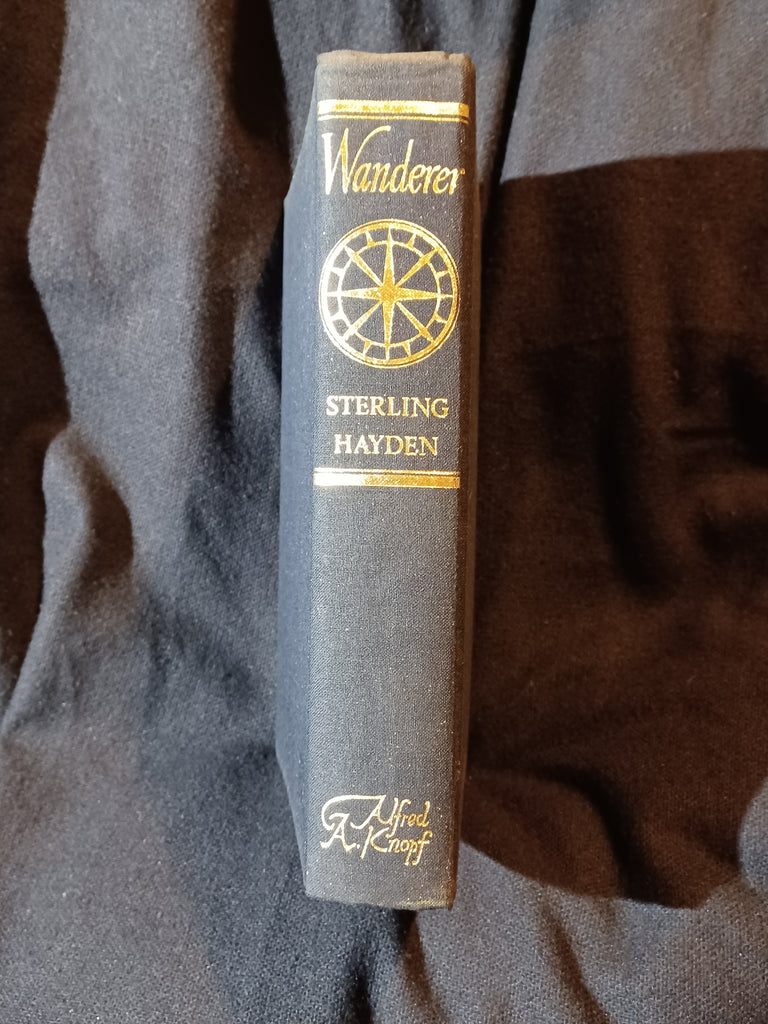 Wanderer
STERLING
HAYDEN
Alfred
A. Knopf